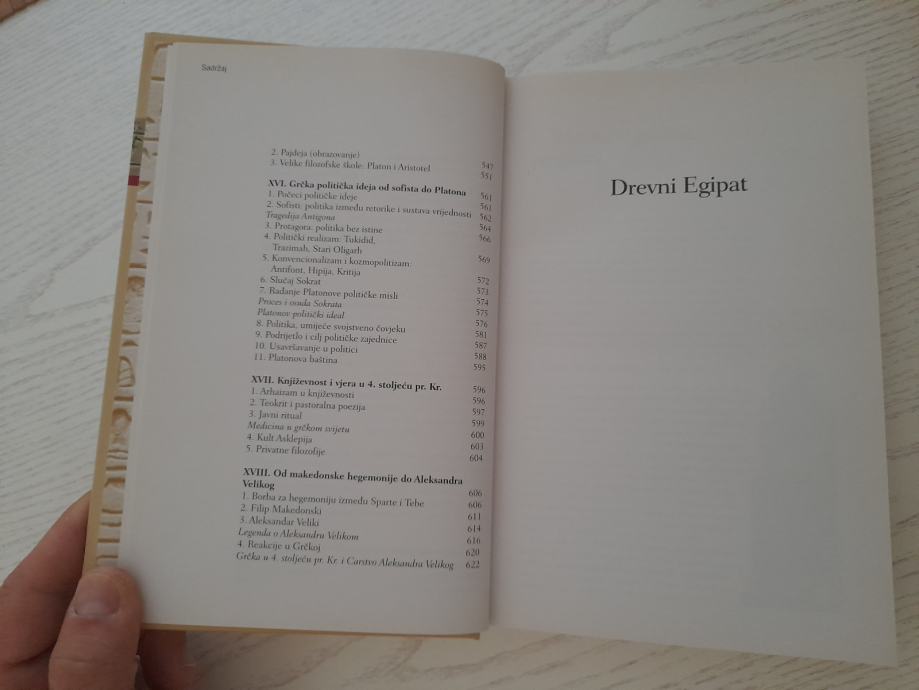 Sadržaj
2. Pajdeja (obrazovanje) 547
3. Velike filozofske škole: Platon i Aristotel 551
XVI. Grčka politička ideja od sofista do Platona 561
1. Počeci političke ideje 561
2. Sofisti: politika između retorike i sustava vrijednosti 562
Tragedija Antigona 564
3. Protagora: politika bez istine 566
4. Politički realizam: Tukidid,
Trazimah, Stari Oligarh 569
5. Konvencionalizam i kozmopolitizam:
Antifont, Hipija, Kritija 572
6. Slučaj Sokrat 573
7. Rađanje Platonove političke misli 574
Proces i osuda Sokrata 575
Platonov politički ideal 576
8. Politika, umijeće svojstveno čovjeku 581
9. Podrijetlo i cilj političke zajednice 587
10. Usavršavanje u politici 588
11. Platonova baština 595
XVII. Književnost i vjera u 4. stoljeću pr. Kr. 596
1. Arhaizam u književnosti 596
2. Teokrit i pastoralna poezija 597
3. Javni ritual 599
Medicina u grčkom svijetu 600
4. Kult Asklepija 603
5. Privatne filozofije 604
XVIII. Od makedonske hegemonije do Aleksandra
Velikog 606
1. Borba za hegemoniju između Sparte i Tebe 606
2. Filip Makedonski 611
3. Aleksandar Veliki 614
Legenda o Aleksandru Velikom 616
4. Reakcije u Grčkoj 620
Grčka u 4. stoljeću pr. Kr. i Carstvo Aleksandra Velikog 622
Drevni Egipat